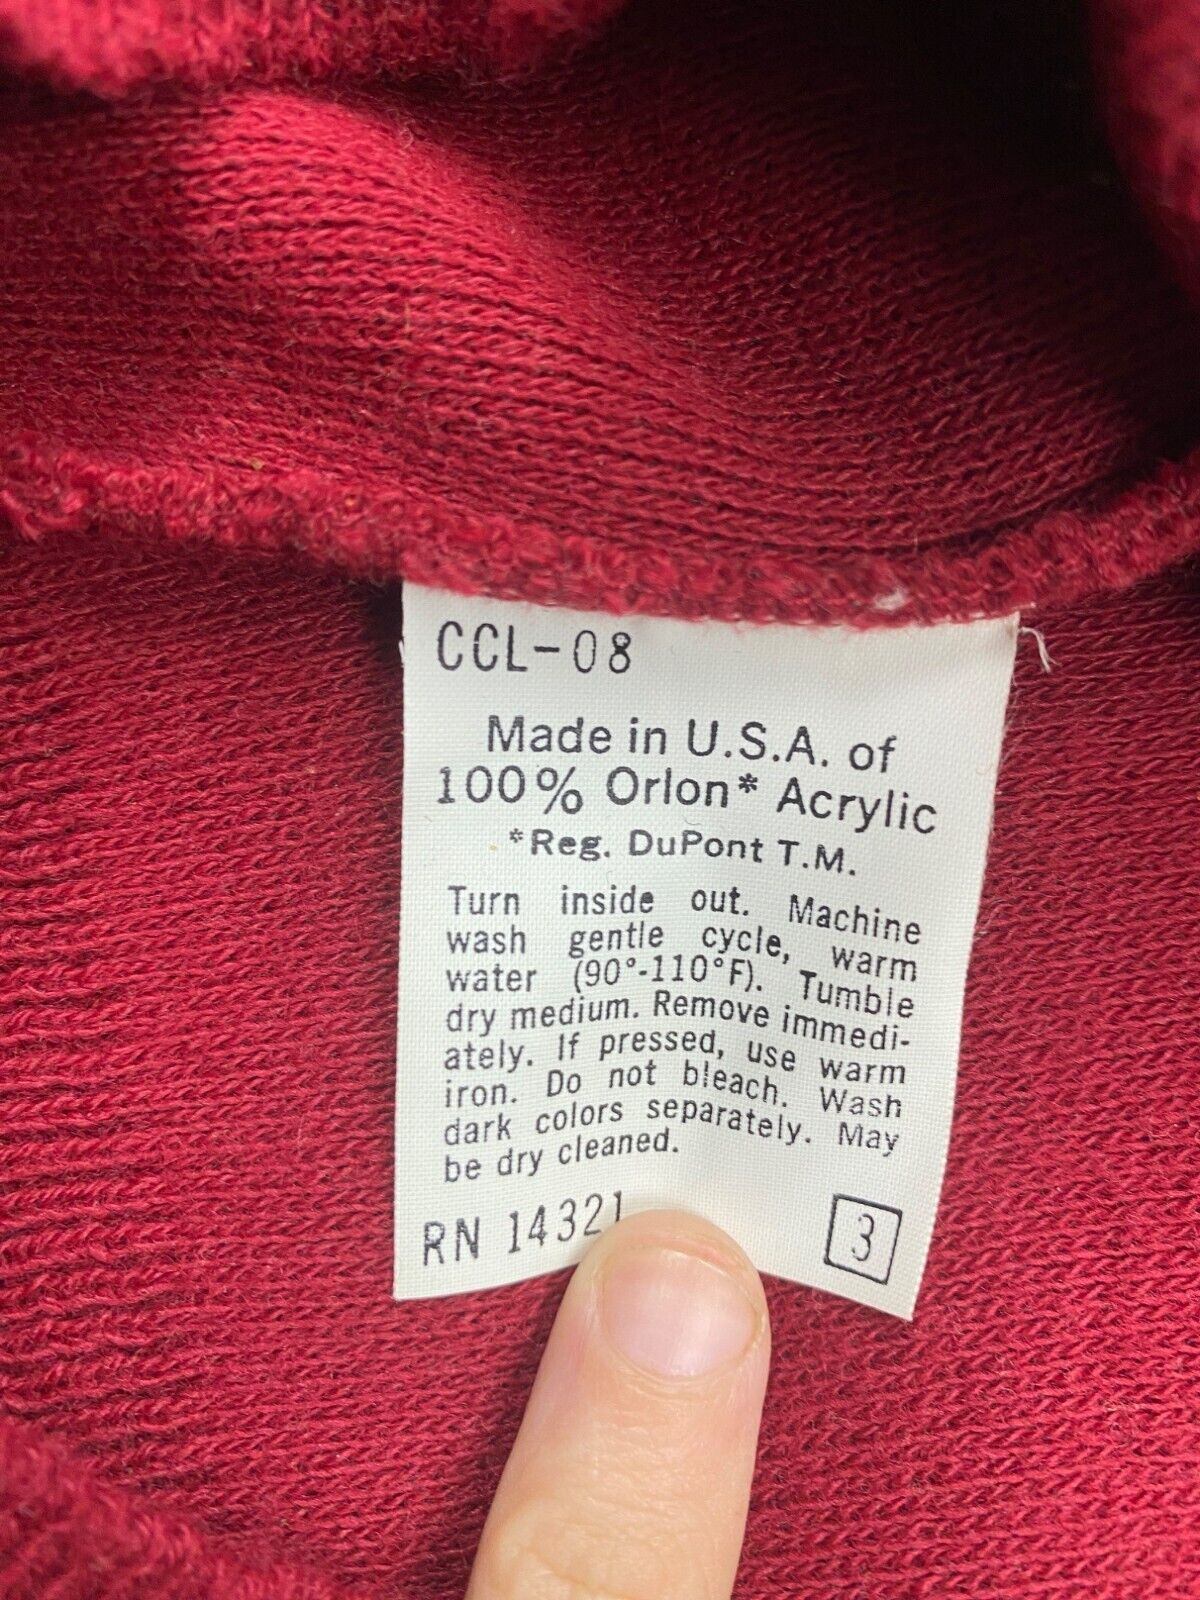 CCL-08
Made in U.S.A. of
100% Orlon* Acrylic
*Reg. DuPont T.M.
Turn inside out. Machine
wash gentle cycle, warm
water (90°-110°F). Tumble
dry medium. Remove immedi-
ately. If pressed, use warm
iron. Do not bleach. Wash
dark colors separately. May
be dry cleaned.
RN 14321
3